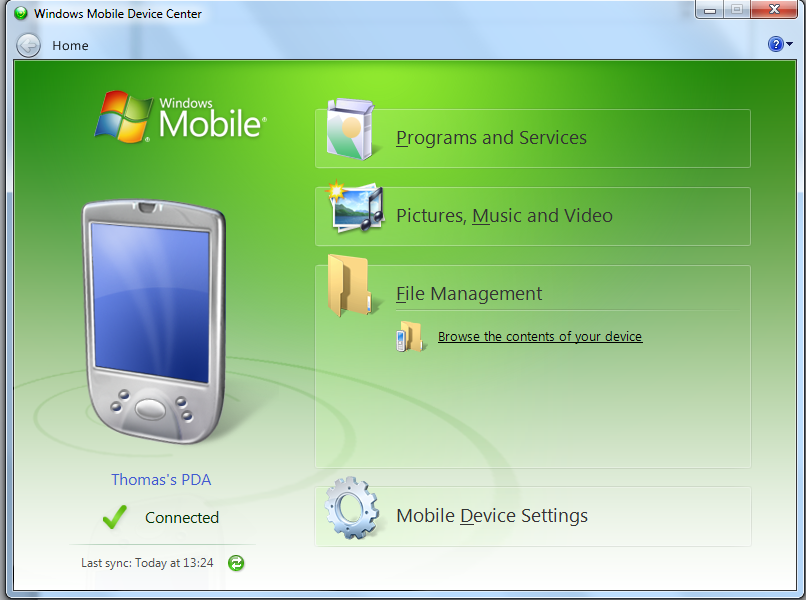 Windows Mobile Device Center
Home
Windows
Mobile®
Programs and Services
Pictures, Music and Video
File Management
Browse the contents of your device
Thomas's PDA
Connected
Last sync: Today at 13:24
Mobile Device Settings